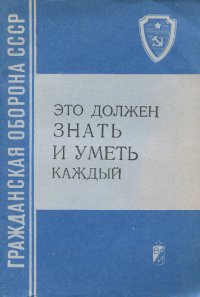 ГРАЖДАНСКАЯ ОБОРОНА СССР
ЭТО ДОЛЖЕН
ЗНАТЬ
И УМЕТЬ
КАЖДЫЙ